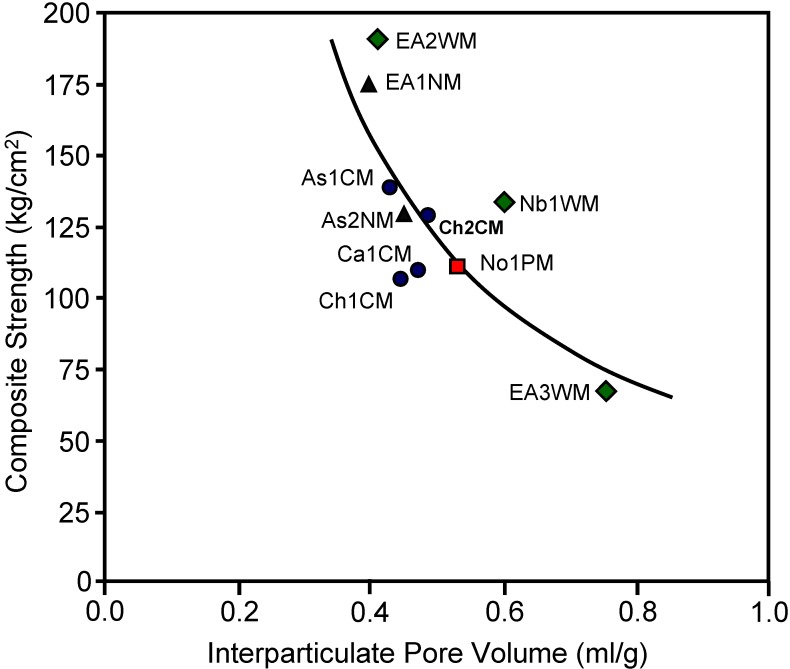 200
EA2WM
175
EA1NM
As1CM
150
As2NM
Nb1WM
125
Ch2CM
Ca1CM
No1PM
100
Ch1CM
75
EA3WM
50
25
0
0.0 0.2 0.4 0.6 0.8 1.0
Composite Strength (kg/cm²)
Interparticulate Pore Volume (ml/g)